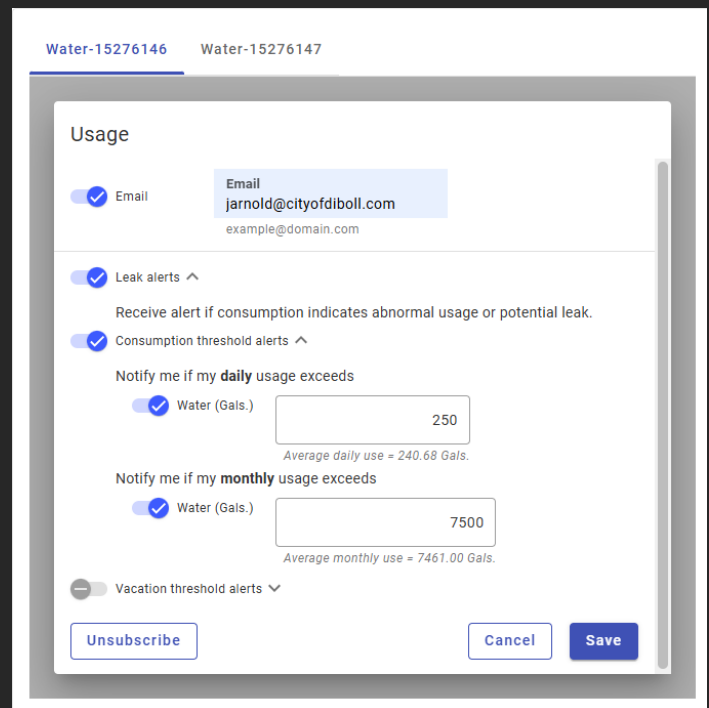 Water-15276146 Water-15276147
Usage
Email
Email
jarnold@cityofdiboll.com
example@domain.com
Leak alerts
Receive alert if consumption indicates abnormal usage or potential leak.
Consumption threshold alerts
Notify me if my daily usage exceeds
Water (Gals.)
250
Average daily use = 240.68 Gals.
Notify me if my monthly usage exceeds
Water (Gals.)
7500
Average monthly use = 7461.00 Gals.
Vacation threshold alerts
Unsubscribe Cancel Save